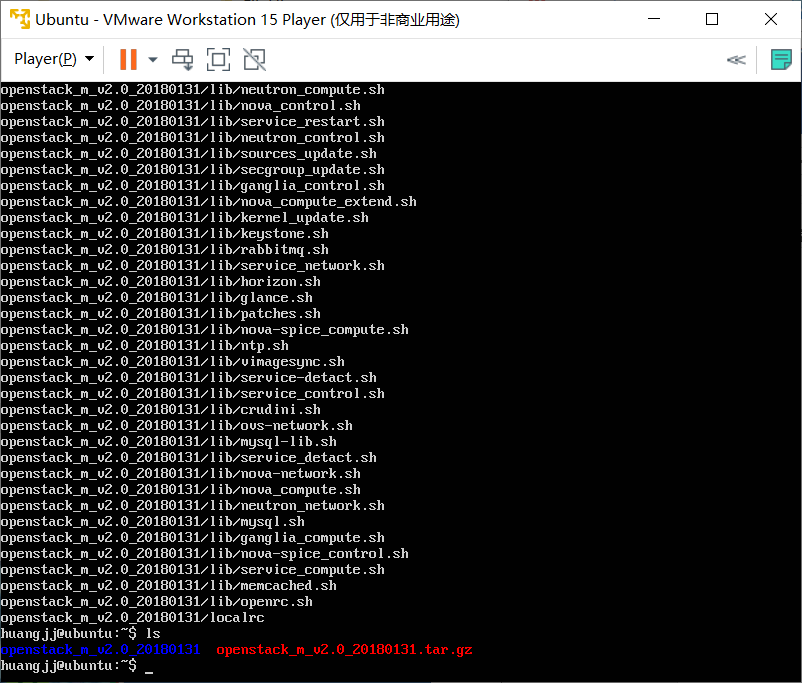 Ubuntu - VMware Workstation 15 Player (仅用于非商业用途)
Player(P)
openstack_m_v2.0_20180131/lib/neutron_compute.sh
openstack_m_v2.0_20180131/lib/nova_control.sh
openstack_m_v2.0_20180131/lib/service_restart.sh
openstack_m_v2.0_20180131/lib/neutron_control.sh
openstack_m_v2.0_20180131/lib/sources_update.sh
openstack_m_v2.0_20180131/lib/secgroup_update.sh
openstack_m_v2.0_20180131/lib/ganglia_control.sh
openstack_m_v2.0_20180131/lib/nova_compute_extend.sh
openstack_m_v2.0_20180131/lib/kernel_update.sh
openstack_m_v2.0_20180131/lib/keystone.sh
openstack_m_v2.0_20180131/lib/rabbitmq.sh
openstack_m_v2.0_20180131/lib/service_network.sh
openstack_m_v2.0_20180131/lib/horizon.sh
openstack_m_v2.0_20180131/lib/glance.sh
openstack_m_v2.0_20180131/lib/patches.sh
openstack_m_v2.0_20180131/lib/nova-spice_compute.sh
openstack_m_v2.0_20180131/lib/ntp.sh
openstack_m_v2.0_20180131/lib/vimagesync.sh
openstack_m_v2.0_20180131/lib/service-detact.sh
openstack_m_v2.0_20180131/lib/service_control.sh
openstack_m_v2.0_20180131/lib/crudini.sh
openstack_m_v2.0_20180131/lib/ovs-network.sh
openstack_m_v2.0_20180131/lib/mysql-lib.sh
openstack_m_v2.0_20180131/lib/service_detact.sh
openstack_m_v2.0_20180131/lib/nova-network.sh
openstack_m_v2.0_20180131/lib/nova_compute.sh
openstack_m_v2.0_20180131/lib/neutron_network.sh
openstack_m_v2.0_20180131/lib/mysql.sh
openstack_m_v2.0_20180131/lib/ganglia_compute.sh
openstack_m_v2.0_20180131/lib/nova-spice_control.sh
openstack_m_v2.0_20180131/lib/service_compute.sh
openstack_m_v2.0_20180131/lib/memcached.sh
openstack_m_v2.0_20180131/lib/openrc.sh
openstack_m_v2.0_20180131/localrc
huangjj@ubuntu:~$ ls
openstack_m_v2.0_20180131  openstack_m_v2.0_20180131.tar.gz
huangjj@ubuntu:~$ _